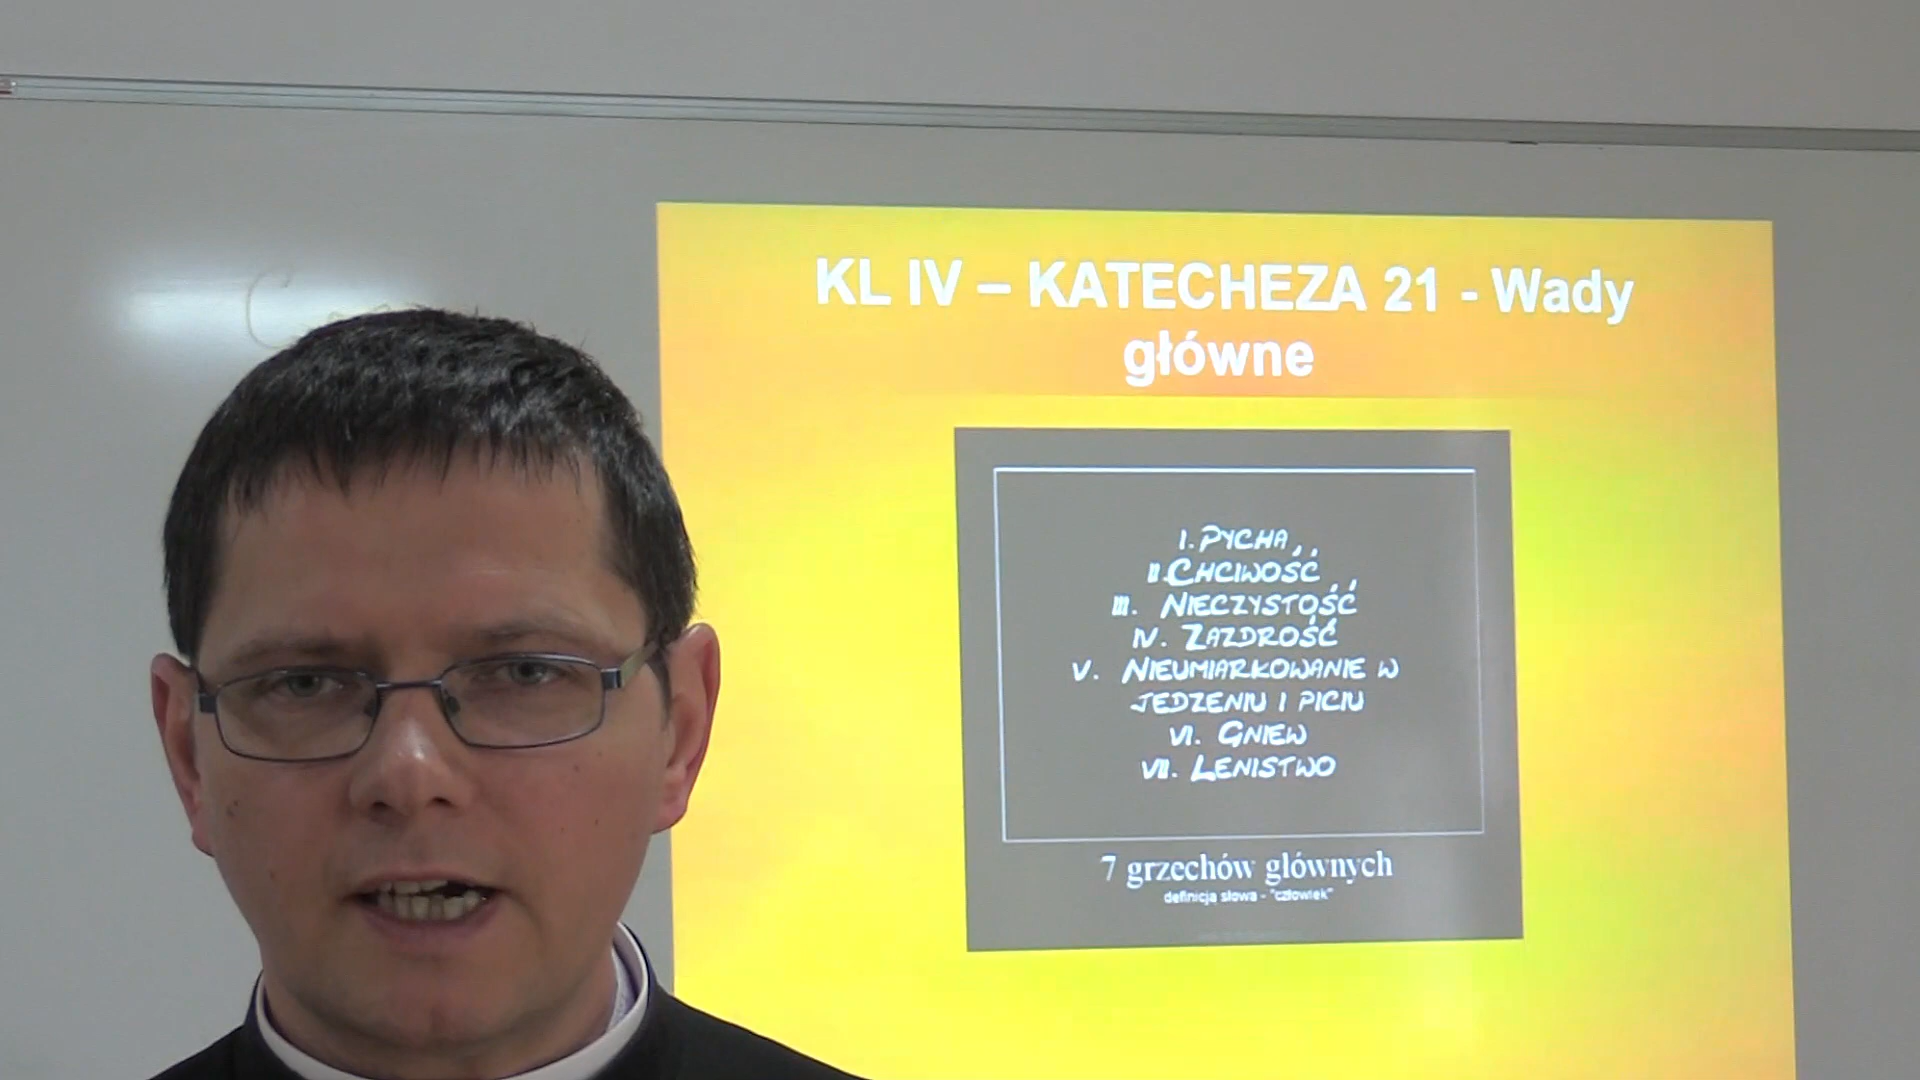 KL IV – KATECHEZA 21 - Wady
główne
I. PYCHA
II. CHCIWOŚĆ
III. NIECZYSTOŚĆ
IV. ZAZDROŚĆ
V. NIEUMIARKOWANIE W
JEDZENIU I PICIU
VI. GNIEW
VII. LENISTWO
7 grzechów głównych
definicja słowa - "człowiek"